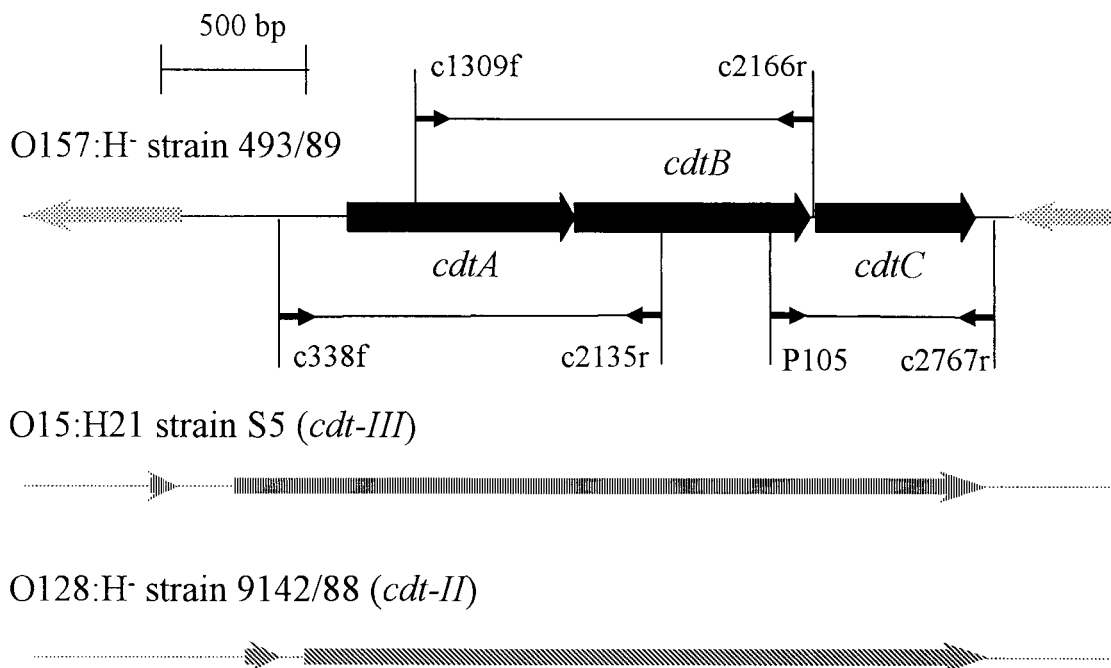 500 bp
c1309f c2166r
O157:H- strain 493/89
cdtB
cdtA cdtC
c338f c2135r P105 c2767r
O15:H21 strain S5 (cdt-III)
O128:H- strain 9142/88 (cdt-II)